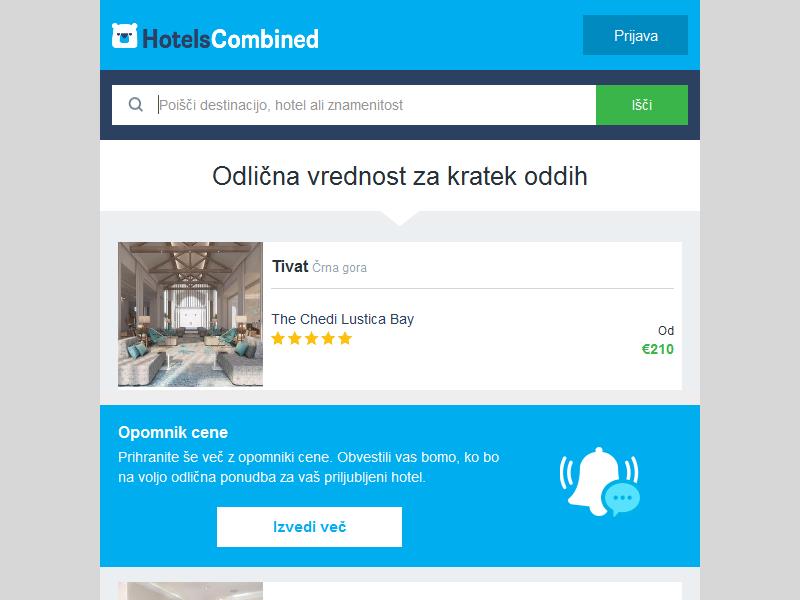 HotelsCombined
Prijava
Poišči destinacijo, hotel ali znamenitost
Išči
Odlična vrednost za kratek oddih
Tivat Črna gora
The Chedi Lustica Bay
Od
€210
Opomnik cene
Prihranite še več z opomniki cene. Obvestili vas bomo, ko bo
na voljo odlična ponudba za vaš priljubljeni hotel.
Izvedi več